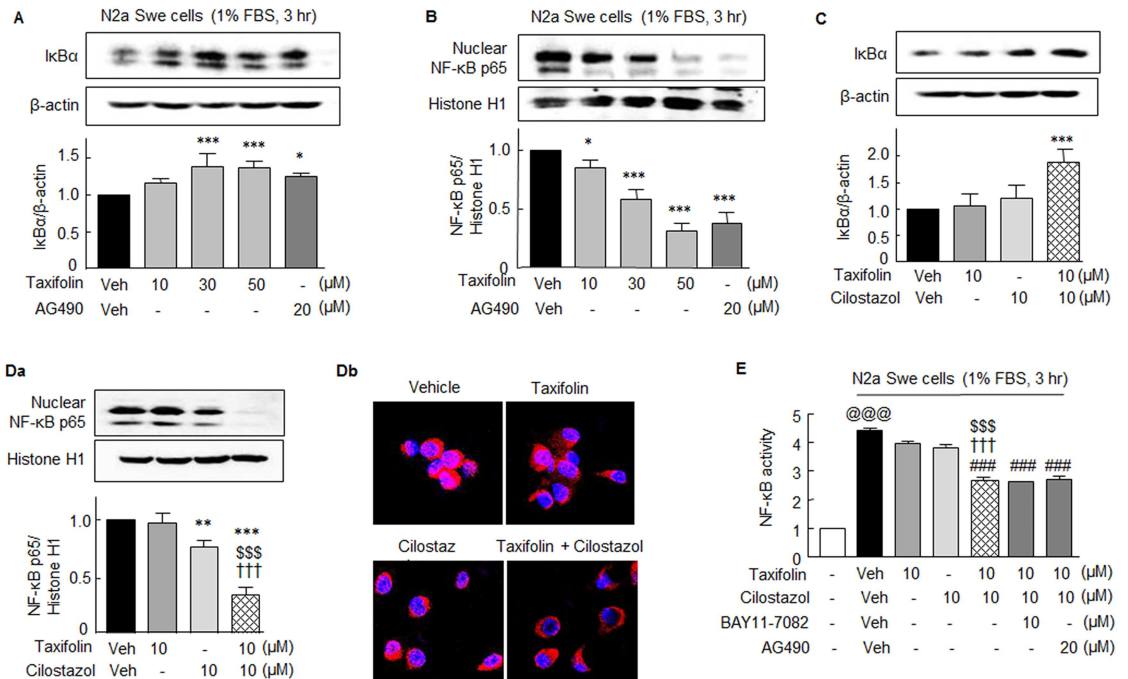 A
N2a Swe cells (1% FBS, 3 hr)
IκBα
β-actin
IκBα/β-actin
1.5
1.0
0.5
0
***
***
*
Taxifolin Veh 10 30 50 - (μM)
AG490 Veh - - - 20 (μM)
B
N2a Swe cells (1% FBS, 3 hr)
Nuclear
NF-κB p65
Histone H1
NF-κB p65/
Histone H1
1.0
0.5
0
*
***
***
***
Taxifolin Veh 10 30 50 - (μM)
AG490 Veh - - - 20 (μM)
C
IκBα
β-actin
IκBα/β-actin
2.0
1.5
1.0
0.5
0
***
Taxifolin Veh 10 - 10 (μM)
Cilostazol Veh - 10 10 (μM)
Da
Nuclear
NF-κB p65
Histone H1
NF-κB p65/
Histone H1
1.0
0.5
0
**
***
$$$
†††
Taxifolin Veh 10 - 10 (μM)
Cilostazol Veh - 10 10 (μM)
Db
Vehicle
Taxifolin
Cilostaz
Taxifolin + Cilostazol
E
N2a Swe cells (1% FBS, 3 hr)
NF-κB activity
5
4
3
2
1
@@@
$$$
†††
### ### ###
Taxifolin - Veh 10 - 10 10 10 (μM)
Cilostazol - Veh - 10 10 10 10 (μM)
BAY11-7082 - Veh - - - 10 - (μM)
AG490 - Veh - - - - 20 (μM)